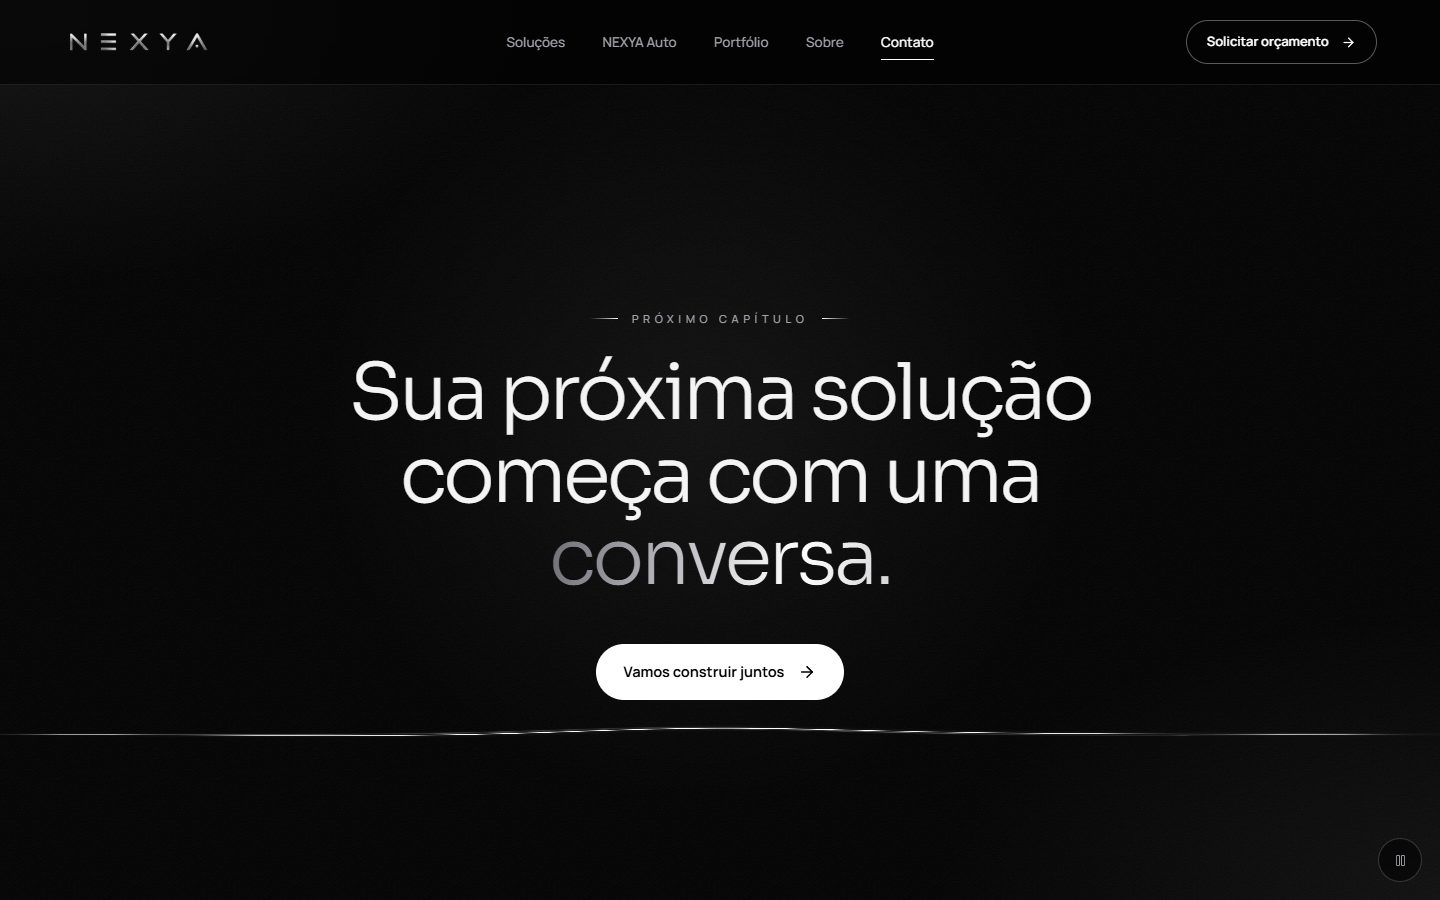 NEXYA
Soluções
NEXYA Auto
Portfólio
Sobre
Contato
Solicitar orçamento
PRÓXIMO CAPÍTULO
Sua próxima solução
começa com uma
conversa.
Vamos construir juntos